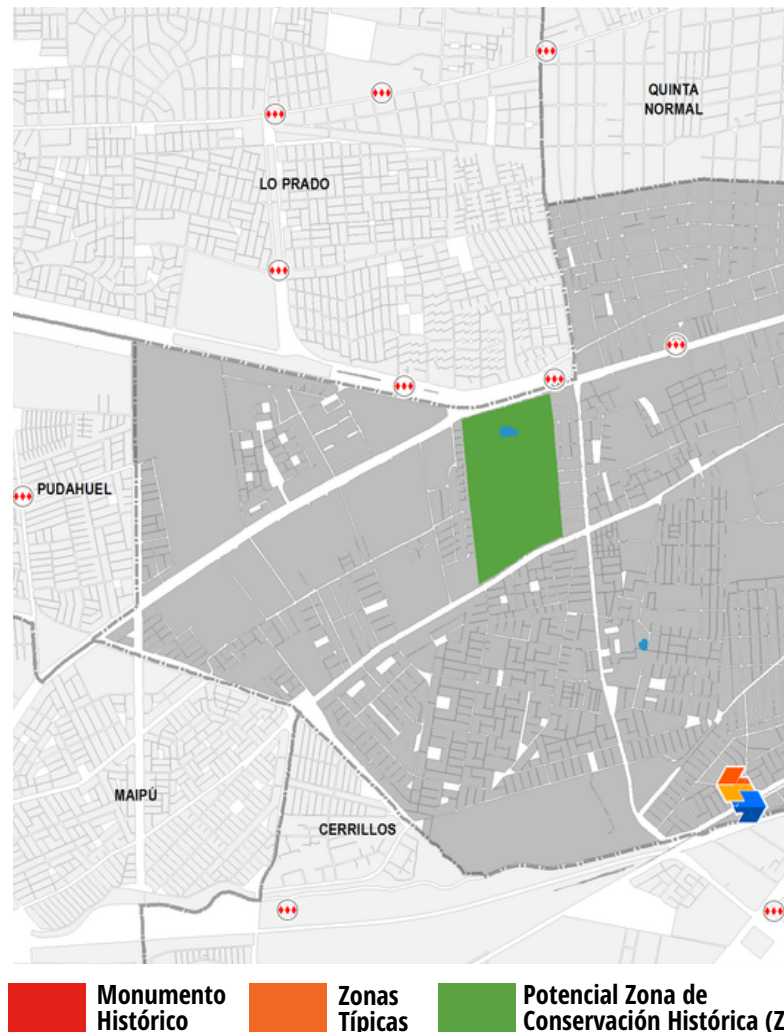 QUINTA
NORMAL
LO PRADO
PUDAHUEL
MAIPÚ
CERRILLOS
Monumento
Histórico
Zonas
Típicas
Potencial Zona de
Conservación Histórica (Z